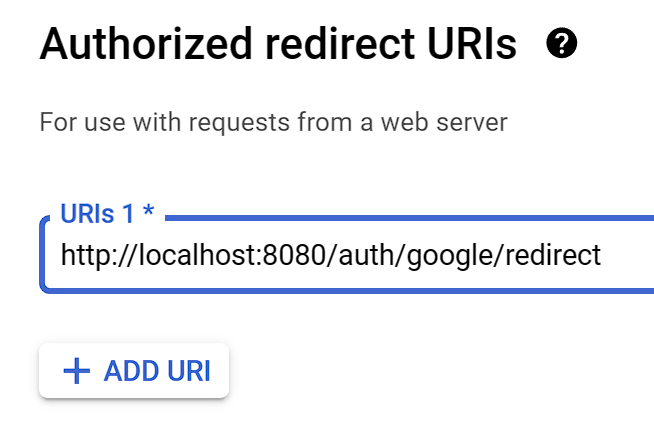 Authorized redirect URIs
For use with requests from a web server
URIs 1 *
http://localhost:8080/auth/google/redirect
+ ADD URI